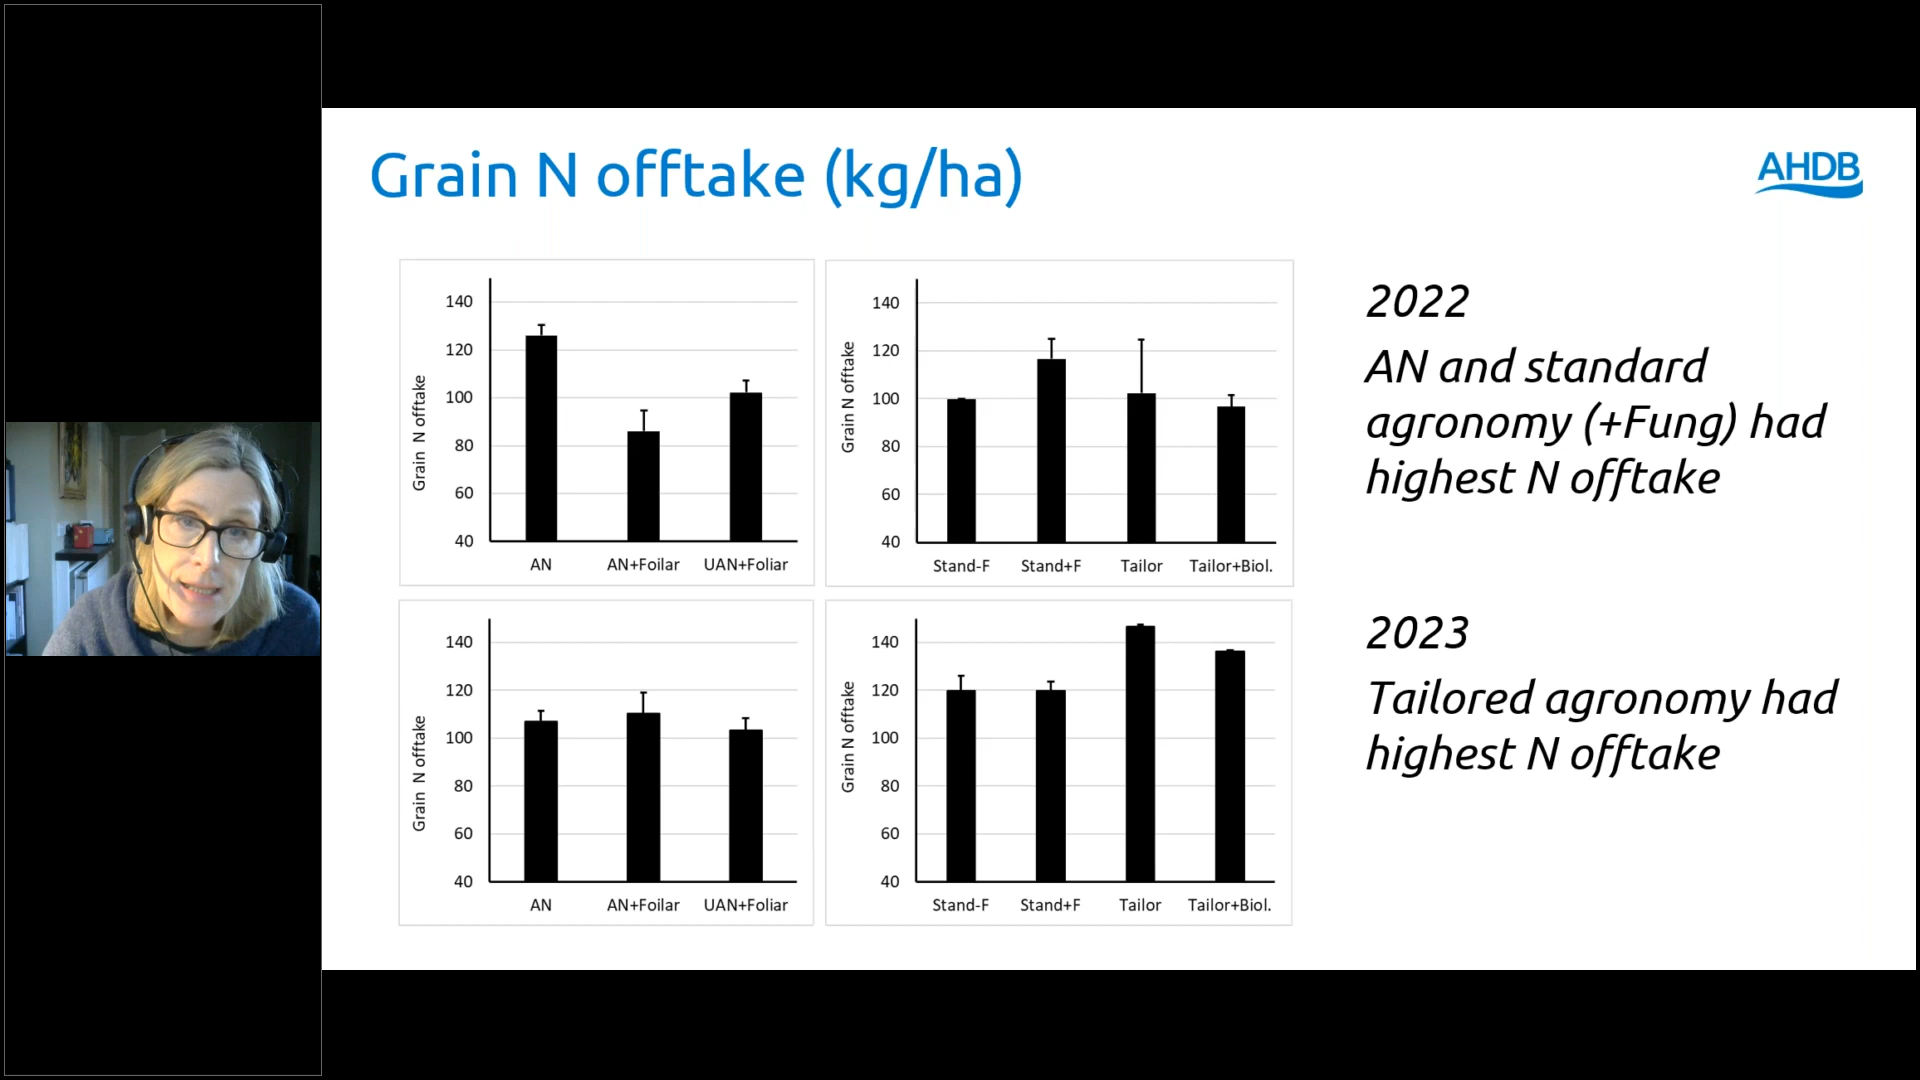 Grain N offtake (kg/ha)
AHDB
140
120
100
80
60
40
Grain N offtake
AN
AN+Foilar
UAN+Foliar
140
120
100
80
60
40
Grain N offtake
Stand-F
Stand+F
Tailor
Tailor+Biol.
2022
AN and standard
agronomy (+Fung) had
highest N offtake
140
120
100
80
60
40
Grain N offtake
AN
AN+Foilar
UAN+Foliar
140
120
100
80
60
40
Grain N offtake
Stand-F
Stand+F
Tailor
Tailor+Biol.
2023
Tailored agronomy had
highest N offtake